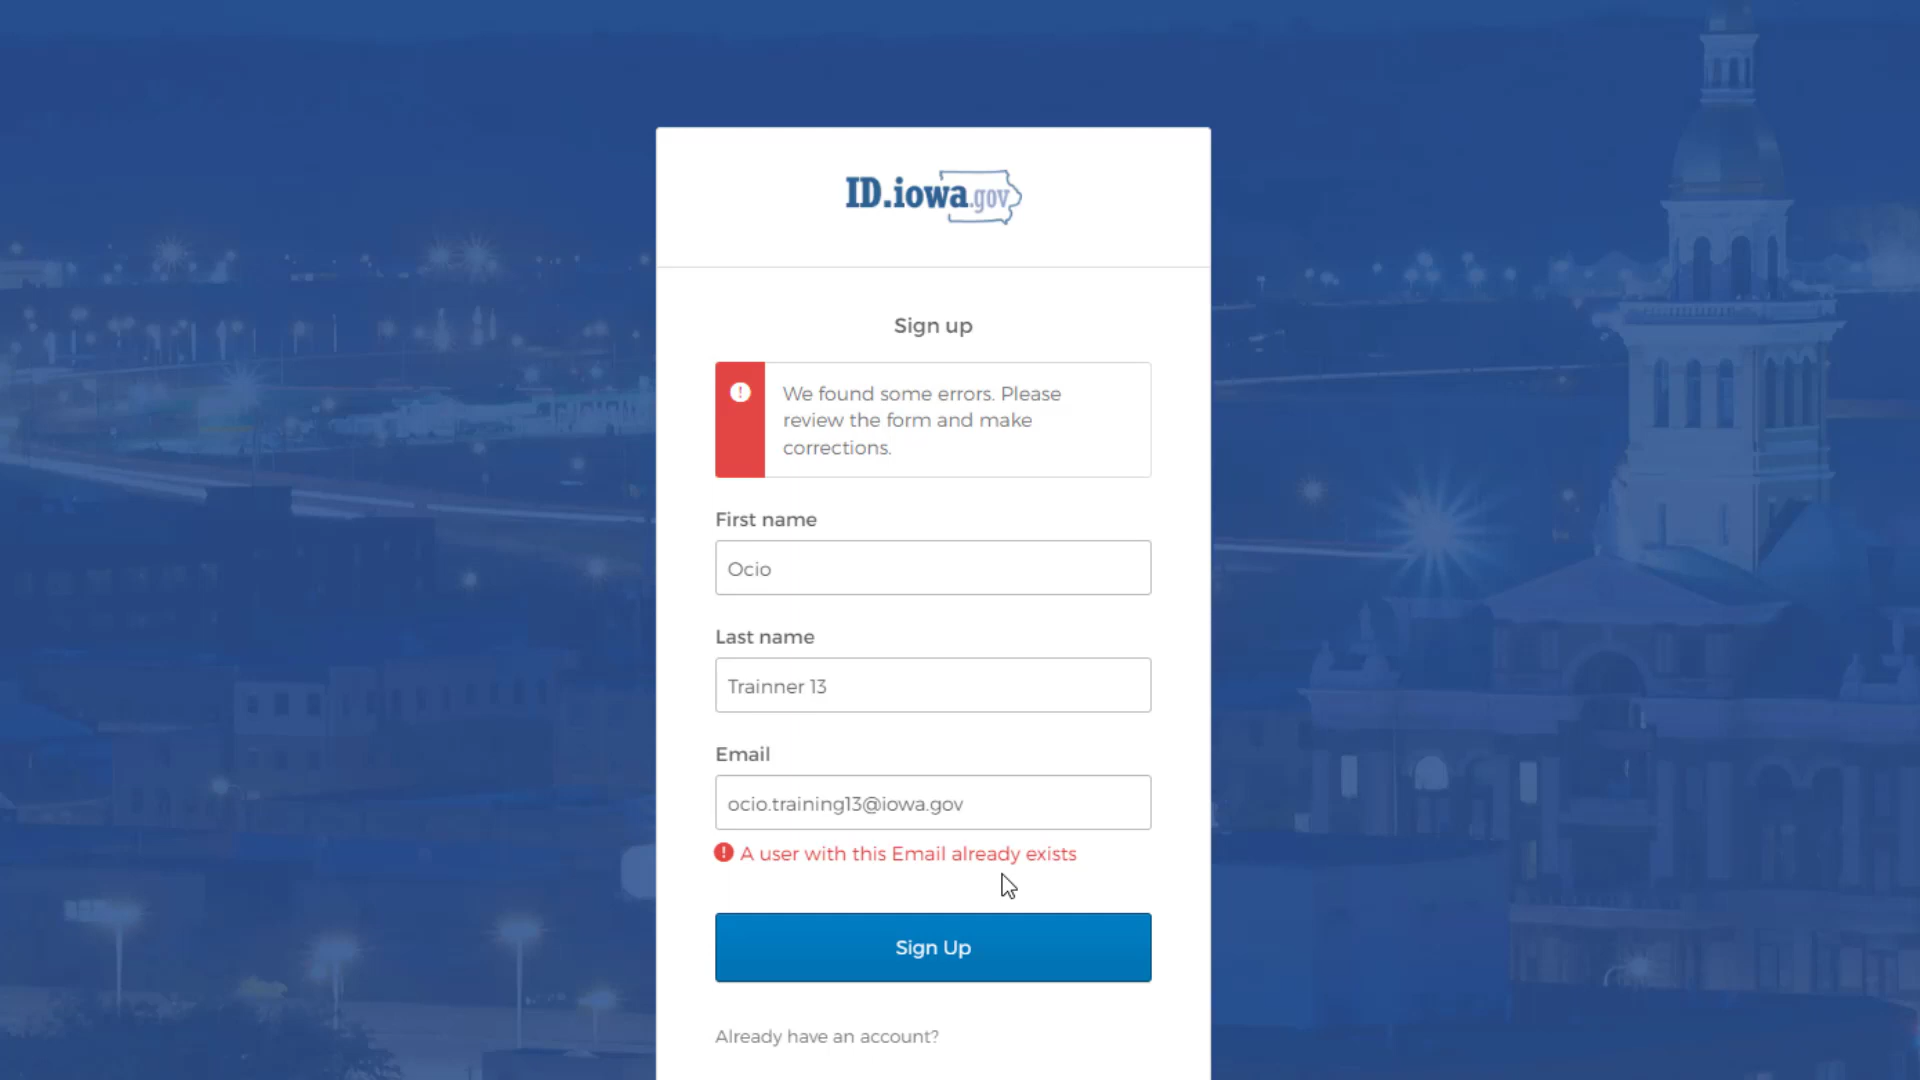 ID.iowa.gov
Sign up
We found some errors. Please
review the form and make
corrections.
First name
Ocio
Last name
Trainner 13
Email
ocio.training13@iowa.gov
A user with this Email already exists
Sign Up
Already have an account?